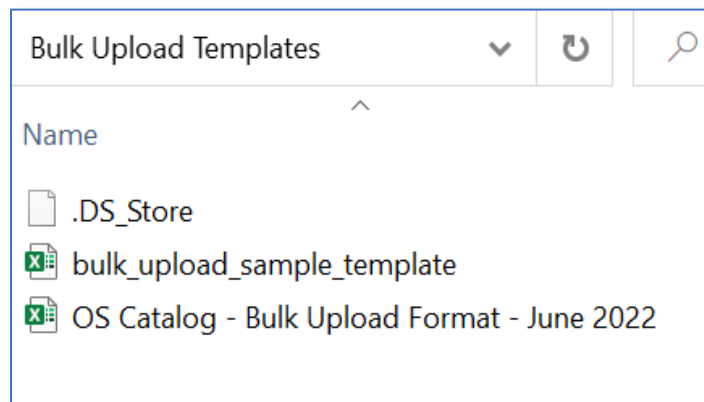 Bulk Upload Templates
Name
.DS_Store
bulk_upload_sample_template
OS Catalog - Bulk Upload Format - June 2022